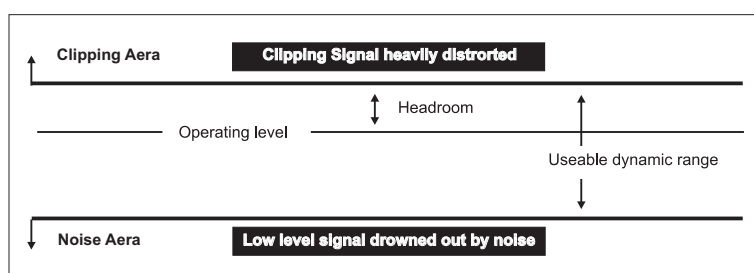 Clipping Aera
Clipping Signal heavily distrorted
Headroom
Operating level
Useable dynamic range
Noise Aera
Low level signal drowned out by noise